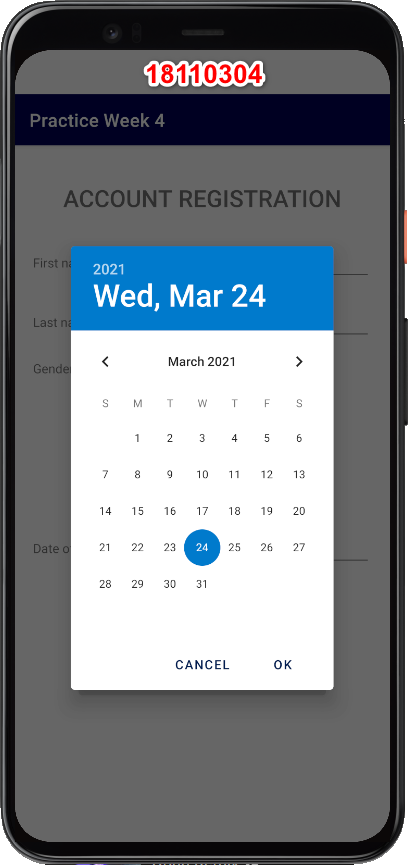 18110304
Practice Week 4
ACCOUNT REGISTRATION
First na
2021
Wed, Mar 24
Last na
March 2021
Gender
S M T W T F S
1 2 3 4 5 6
7 8 9 10 11 12 13
14 15 16 17 18 19 20
21 22 23 24 25 26 27
Date of
28 29 30 31
CANCEL OK